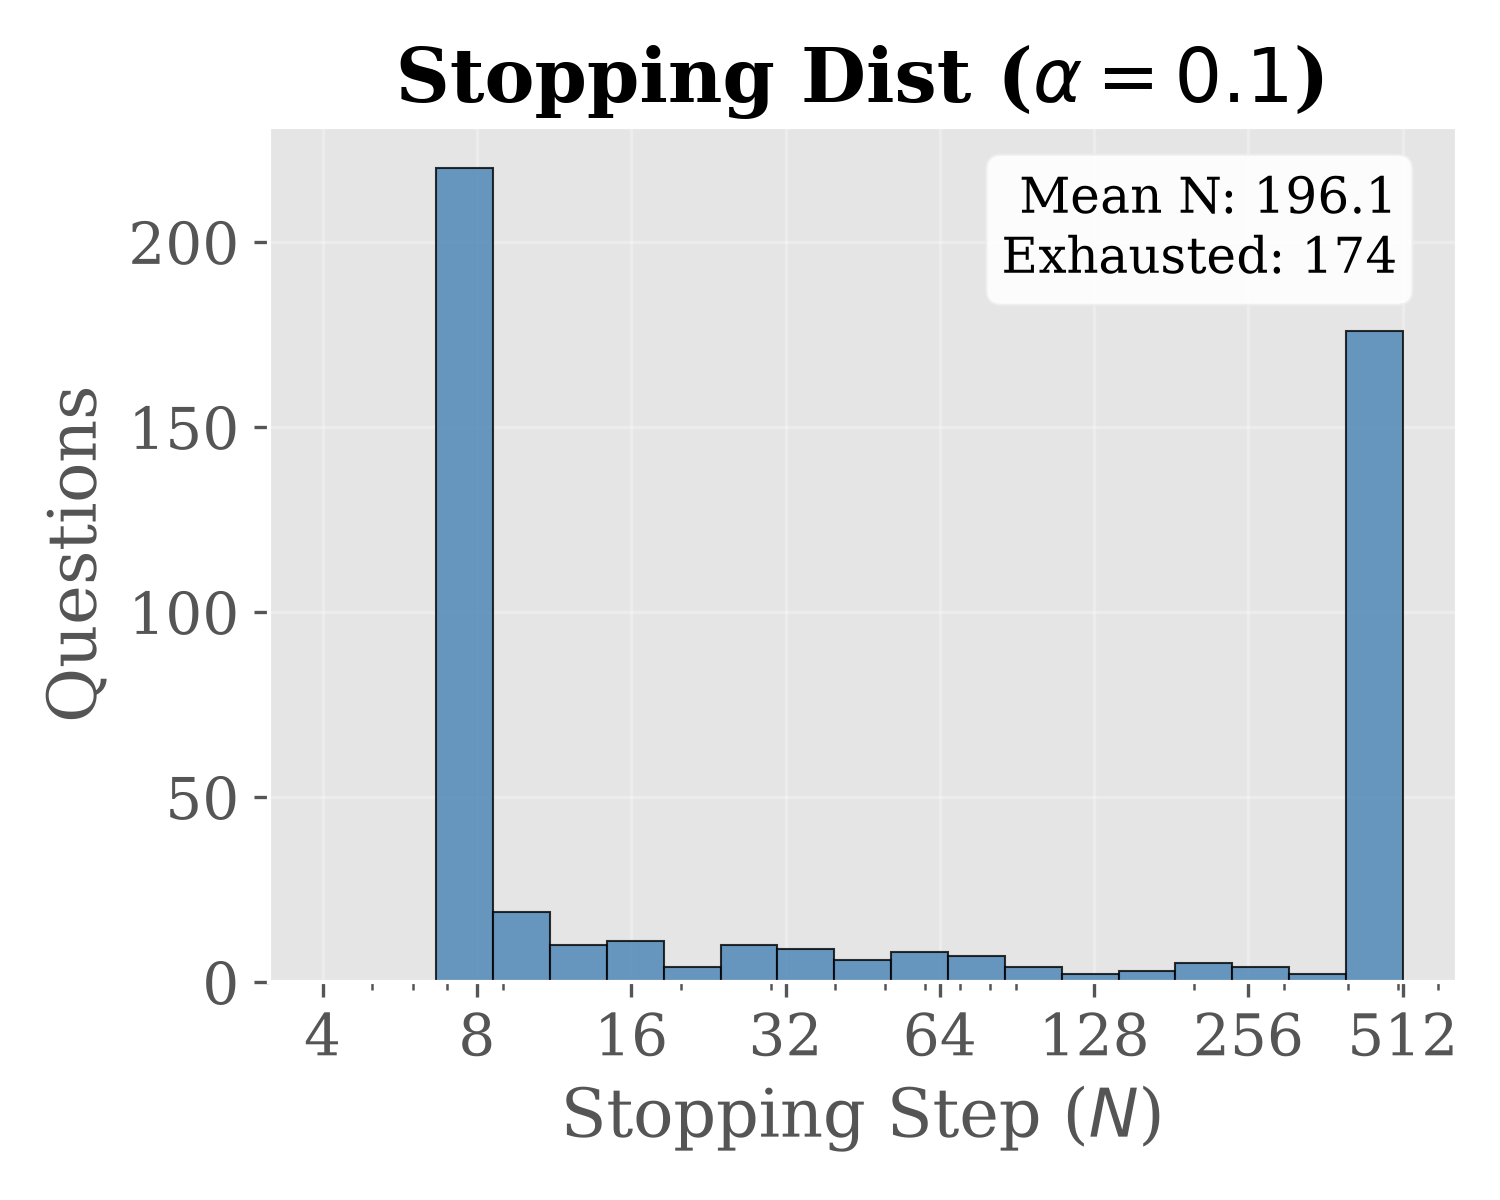 Stopping Dist (α = 0.1)
Mean N: 196.1
Exhausted: 174
200
150
100
50
0
Questions
4 8 16 32 64 128 256 512
Stopping Step (N)